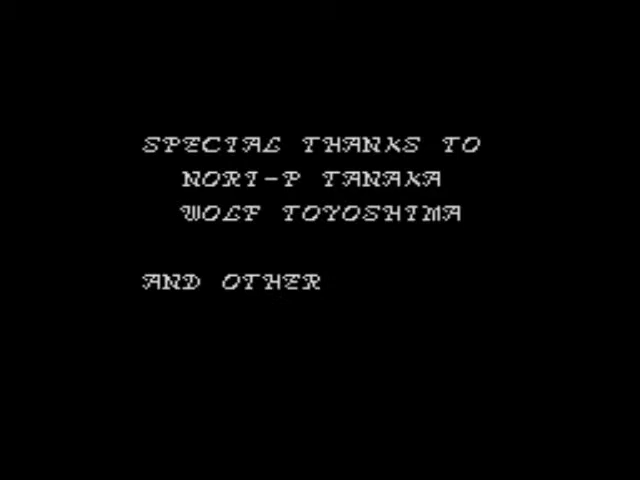 SPECIAL THANKS TO
NORI-P TANAKA
WOLF TOYOSHIMA
AND OTHER